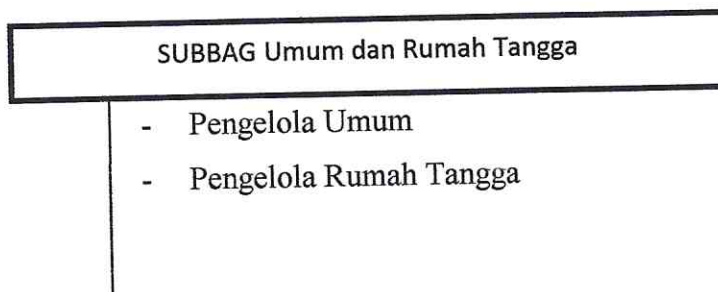 SUBBAG Umum dan Rumah Tangga
- Pengelola Umum
- Pengelola Rumah Tangga